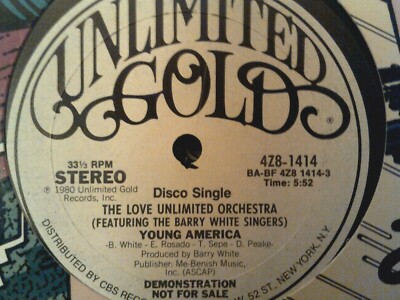 UNLIMITED
GOLD
33⅓ RPM
STEREO
℗ 1980 Unlimited Gold
Records, Inc.
4Z8-1414
BA-BF 4Z8 1414-3
Time: 5:52
Disco Single
THE LOVE UNLIMITED ORCHESTRA
(FEATURING THE BARRY WHITE SINGERS)
YOUNG AMERICA
-B. White - E. Rosado - T. Sepe - D. Peake-
Produced by Barry White
Publisher: Me-Benish Music, Inc.
(ASCAP)
DEMONSTRATION
NOT FOR SALE
DISTRIBUTED BY CBS RECO W. 52 ST. NEW YORK, N.Y.